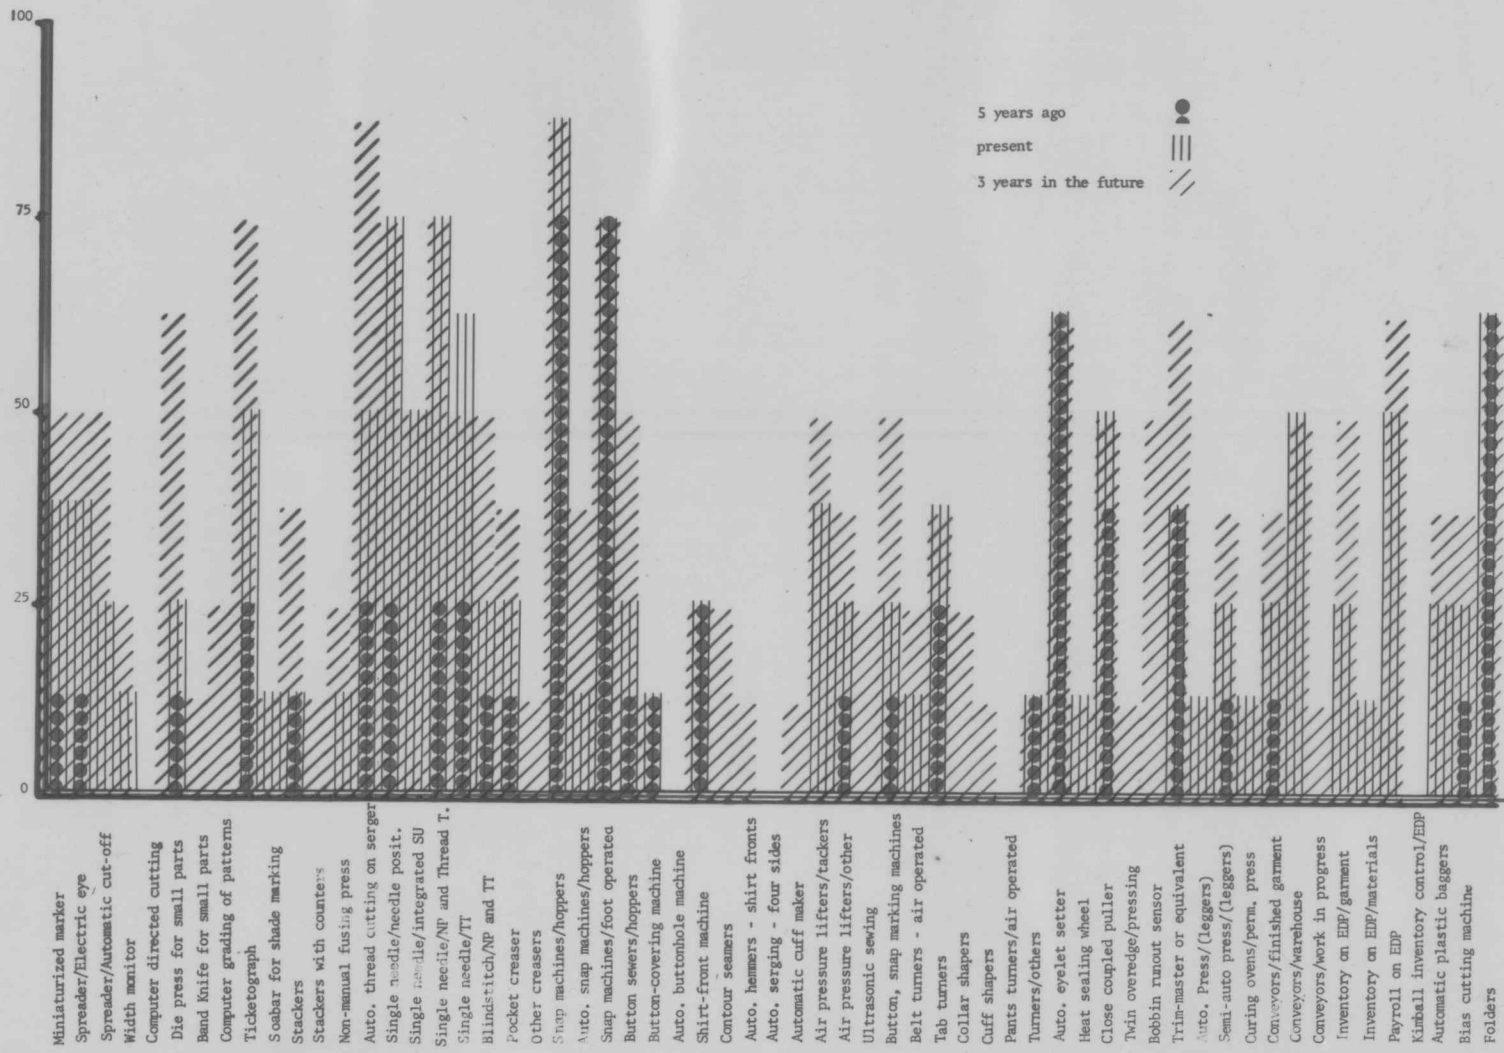 100
75
50
25
0
5 years ago
present
3 years in the future
Miniaturized marker
Spreader/Electric eye
Spreader/Automatic cut-off
Width monitor
Computer directed cutting
Die press for small parts
Band Knife for small parts
Computer grading of patterns
Ticketograph
Soabar for shade marking
Stackers
Stackers with counters
Non-manual fusing press
Auto. thread cutting on serger
Single needle/needle posit.
Single needle/integrated SU
Single needle/NP and Thread T.
Single needle/TT
Blindstitch/NP and TT
Pocket creaser
Other creasers
Snap machines/hoppers
Auto. snap machines/hoppers
Snap machines/foot operated
Button sewers/hoppers
Button-covering machine
Auto. buttonhole machine
Shirt-front machine
Contour seamers
Auto. hemmers - shirt fronts
Auto. serging - four sides
Automatic cuff maker
Air pressure lifters/tackers
Air pressure lifters/other
Ultrasonic sewing
Button, snap marking machines
Belt turners - air operated
Tab turners
Collar shapers
Cuff shapers
Pants turners/air operated
Turners/others
Auto. eyelet setter
Heat sealing wheel
Close coupled puller
Twin overedge/pressing
Bobbin runout sensor
Trim-master or equivalent
Auto. Press/(leggers)
Semi-auto press/(leggers)
Curing ovens/perm. press
Conveyors/finished garment
Conveyors/warehouse
Conveyors/work in progress
Inventory on EDP/garment
Inventory on EDP/materials
Payroll on EDP
Kimball inventory control/EDP
Automatic plastic baggers
Bias cutting machine
Folders